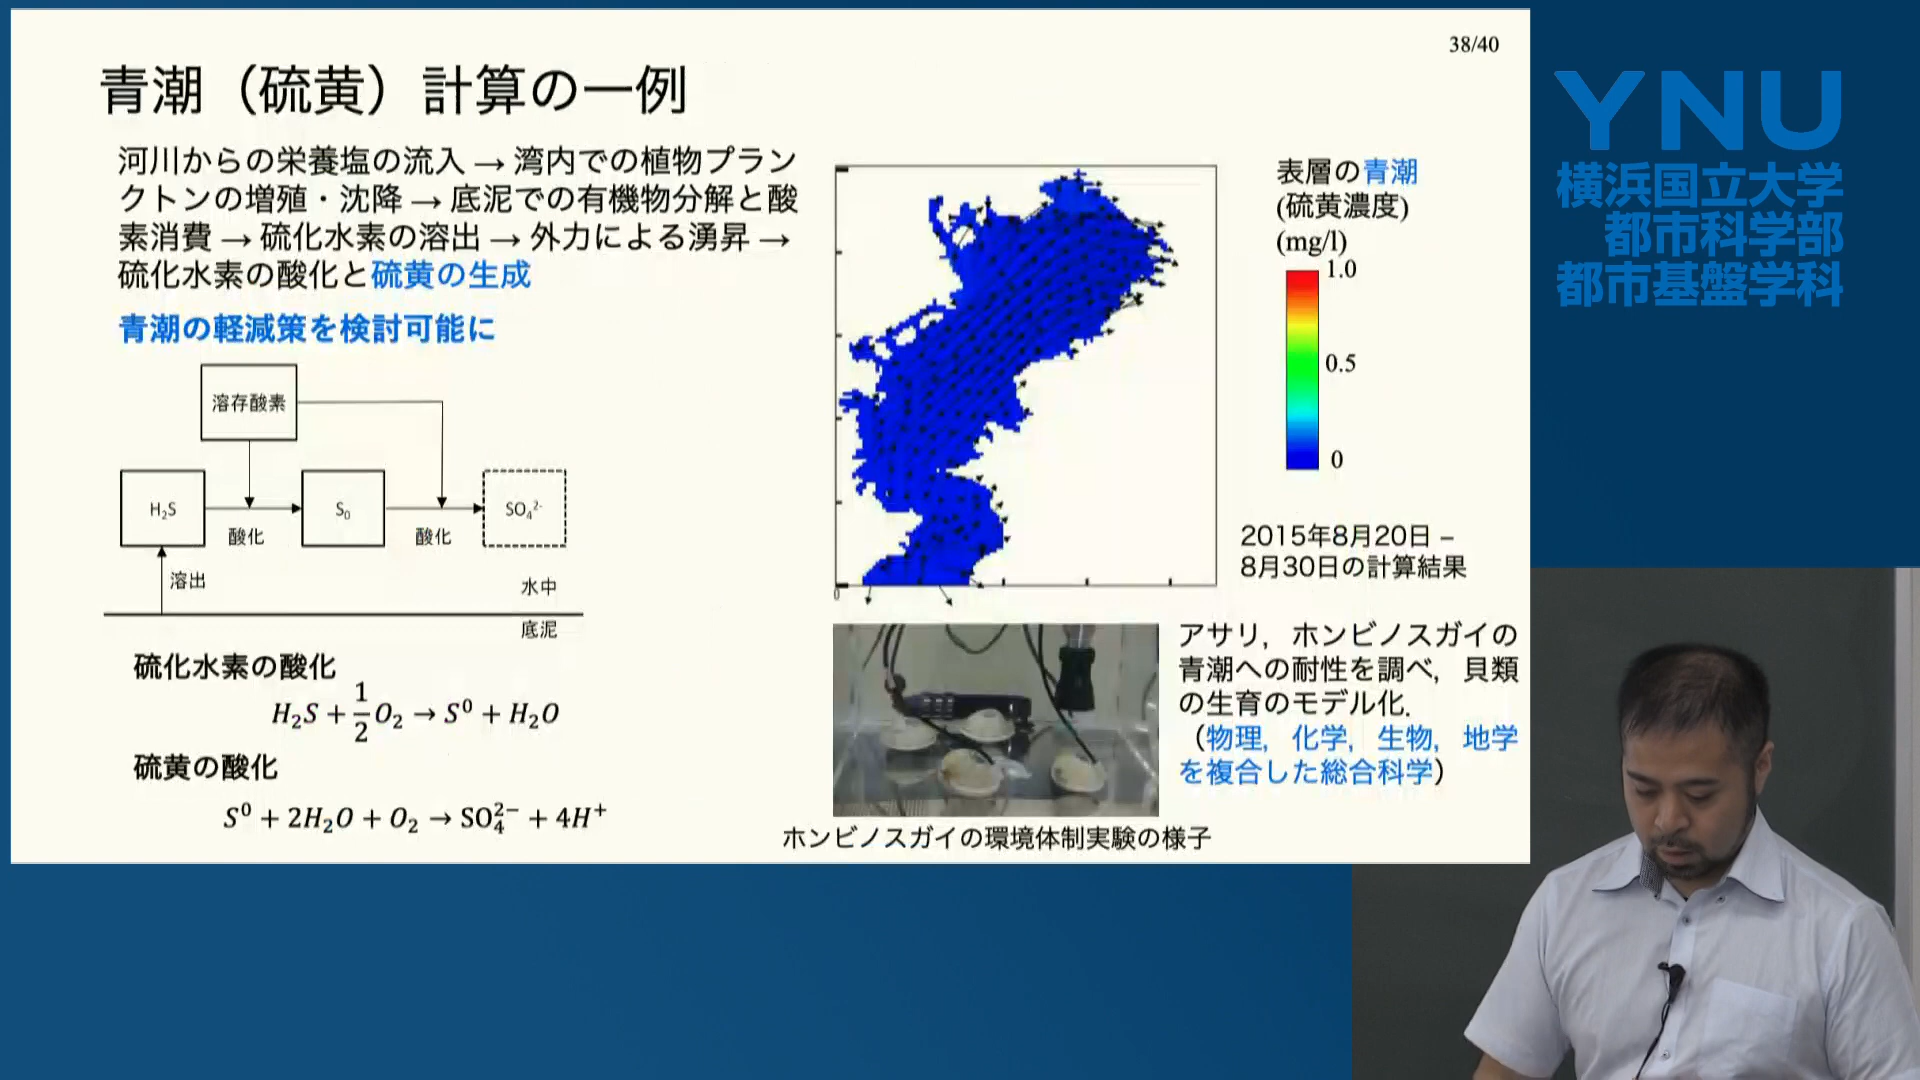 38/40
青潮（硫黄）計算の一例
河川からの栄養塩の流入 → 湾内での植物プラン
クトンの増殖・沈降 → 底泥での有機物分解と酸
素消費 → 硫化水素の溶出 → 外力による湧昇 →
硫化水素の酸化と硫黄の生成
青潮の軽減策を検討可能に
溶存酸素
H₂S
酸化
S₀
酸化
SO₄²⁻
溶出
水中
底泥
硫化水素の酸化
H₂S + 1/2 O₂ → S⁰ + H₂O
硫黄の酸化
S⁰ + 2H₂O + O₂ → SO₄²⁻ + 4H⁺
0
表層の青潮
(硫黄濃度)
(mg/l)
1.0
0.5
0
2015年8月20日 –
8月30日の計算結果
アサリ，ホンビノスガイの
青潮への耐性を調べ，貝類
の生育のモデル化．
（物理，化学，生物，地学
を複合した総合科学）
ホンビノスガイの環境体制実験の様子
YNU
横浜国立大学
都市科学部
都市基盤学科